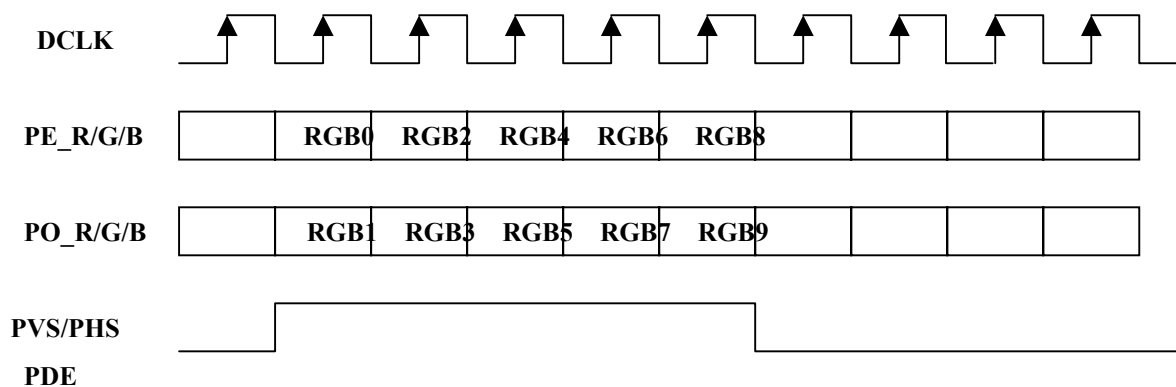 DCLK
PE_R/G/B RGB0 RGB2 RGB4 RGB6 RGB8
PO_R/G/B RGB1 RGB3 RGB5 RGB7 RGB9
PVS/PHS
PDE